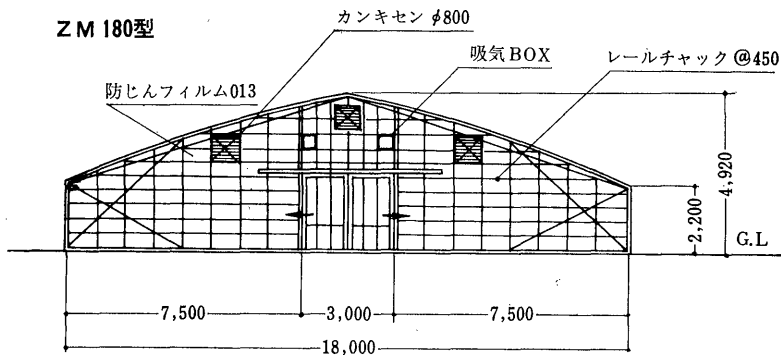 ZM 180型
カンキセン φ800
吸気BOX
レールチャック @450
防じんフィルム013
4,920
2,200
G.L
7,500
3,000
7,500
18,000